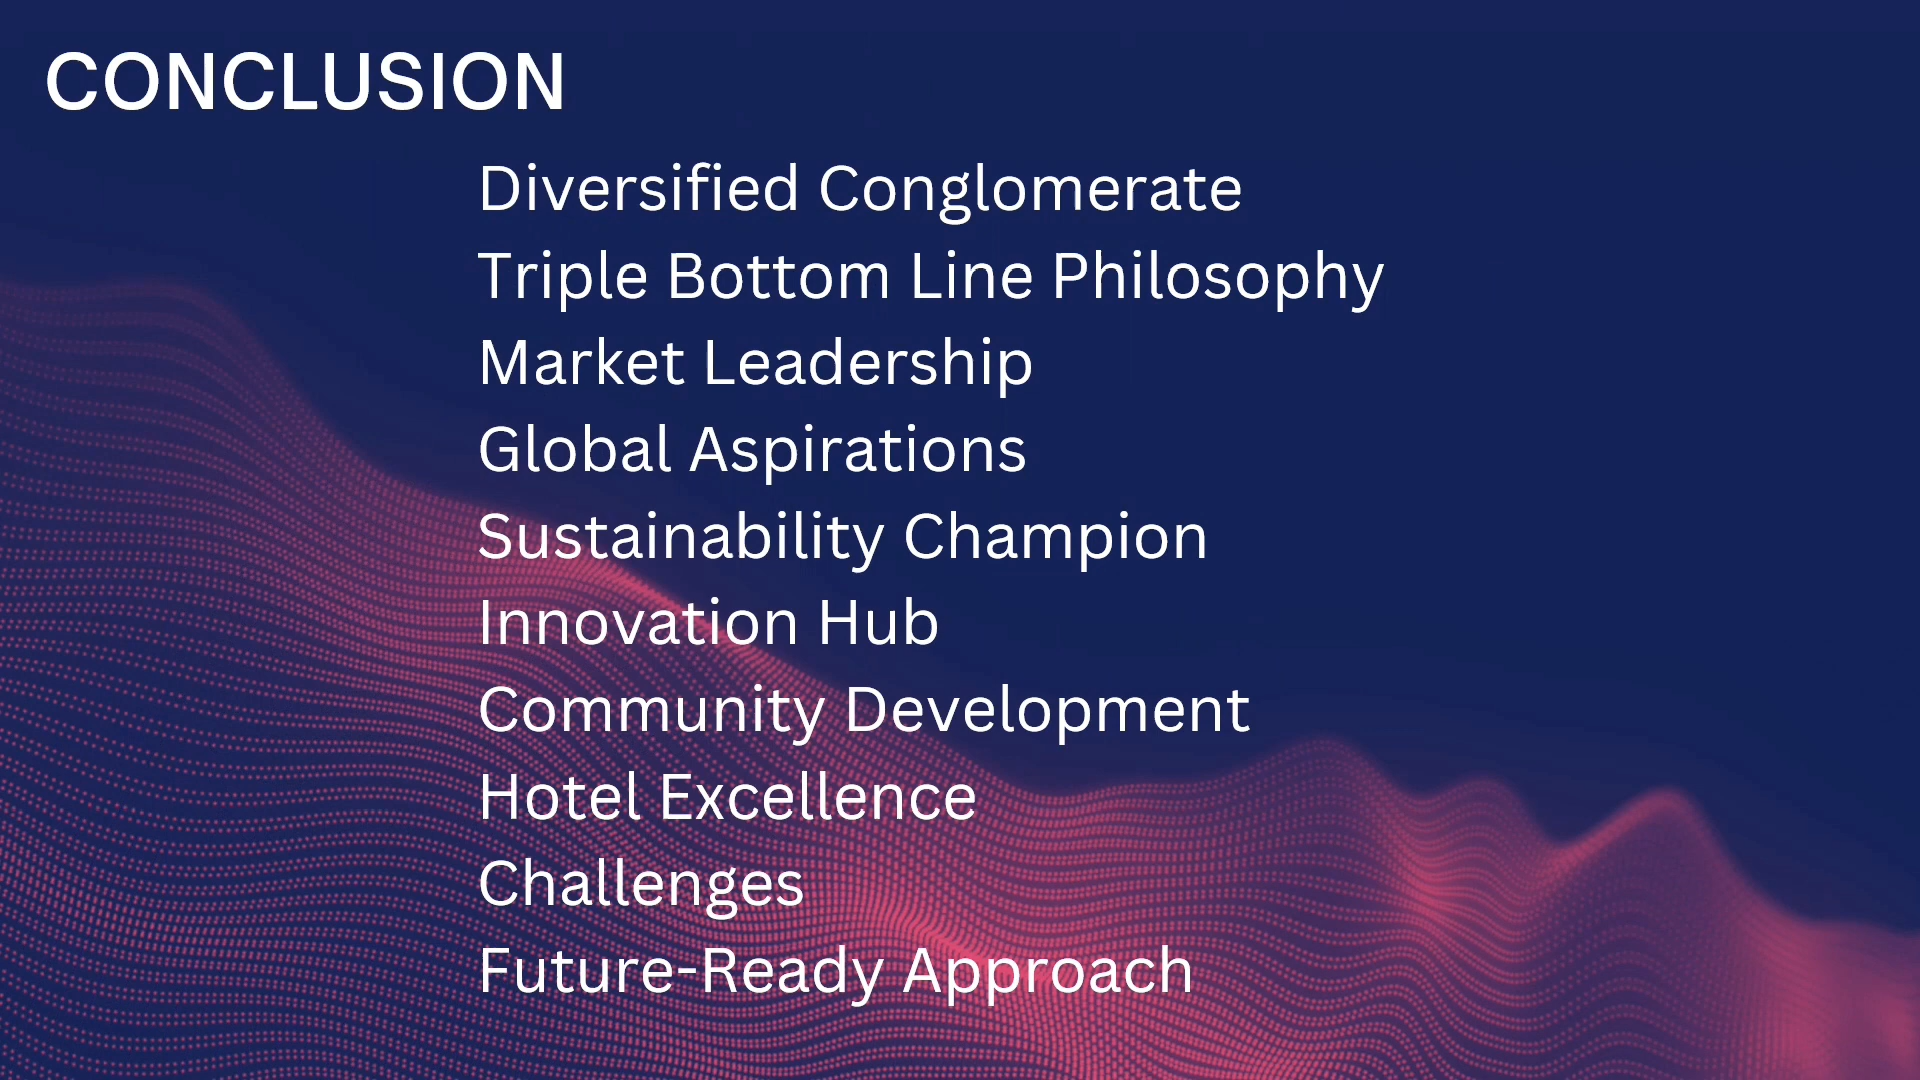 CONCLUSION
Diversified Conglomerate
Triple Bottom Line Philosophy
Market Leadership
Global Aspirations
Sustainability Champion
Innovation Hub
Community Development
Hotel Excellence
Challenges
Future-Ready Approach